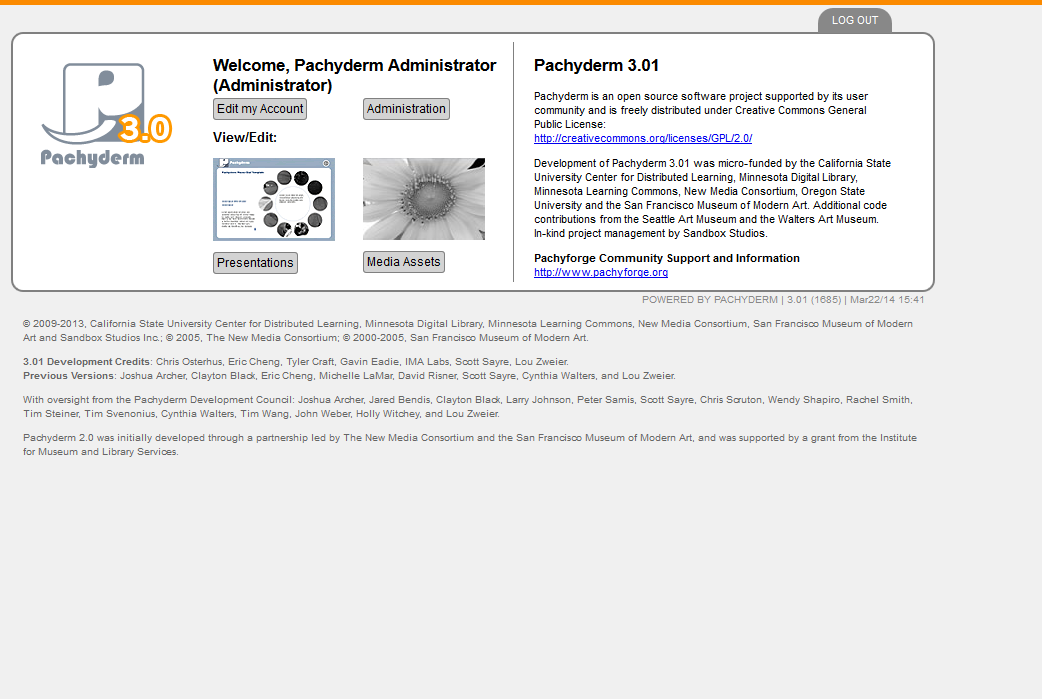 LOG OUT
3.0
Pachyderm
Welcome, Pachyderm Administrator
(Administrator)
Edit my Account
Administration
View/Edit:
Pachyderm
Presentations
Media Assets
Pachyderm 3.01
Pachyderm is an open source software project supported by its user
community and is freely distributed under Creative Commons General
Public License:
http://creativecommons.org/licenses/GPL/2.0/
Development of Pachyderm 3.01 was micro-funded by the California State
University Center for Distributed Learning, Minnesota Digital Library,
Minnesota Learning Commons, New Media Consortium, Oregon State
University and the San Francisco Museum of Modern Art. Additional code
contributions from the Seattle Art Museum and the Walters Art Museum.
In-kind project management by Sandbox Studios.
Pachyforge Community Support and Information
http://www.pachyforge.org
POWERED BY PACHYDERM | 3.01 (1685) | Mar22/14 15:41
© 2009-2013, California State University Center for Distributed Learning, Minnesota Digital Library, Minnesota Learning Commons, New Media Consortium, San Francisco Museum of Modern
Art and Sandbox Studios Inc.; © 2005, The New Media Consortium; © 2000-2005, San Francisco Museum of Modern Art.
3.01 Development Credits: Chris Osterhus, Eric Cheng, Tyler Craft, Gavin Eadie, IMA Labs, Scott Sayre, Lou Zweier.
Previous Versions: Joshua Archer, Clayton Black, Eric Cheng, Michelle LaMar, David Risner, Scott Sayre, Cynthia Walters, and Lou Zweier.
With oversight from the Pachyderm Development Council: Joshua Archer, Jared Bendis, Clayton Black, Larry Johnson, Peter Samis, Scott Sayre, Chris Scruton, Wendy Shapiro, Rachel Smith,
Tim Steiner, Tim Svenonius, Cynthia Walters, Tim Wang, John Weber, Holly Witchey, and Lou Zweier.
Pachyderm 2.0 was initially developed through a partnership led by The New Media Consortium and the San Francisco Museum of Modern Art, and was supported by a grant from the Institute
for Museum and Library Services.